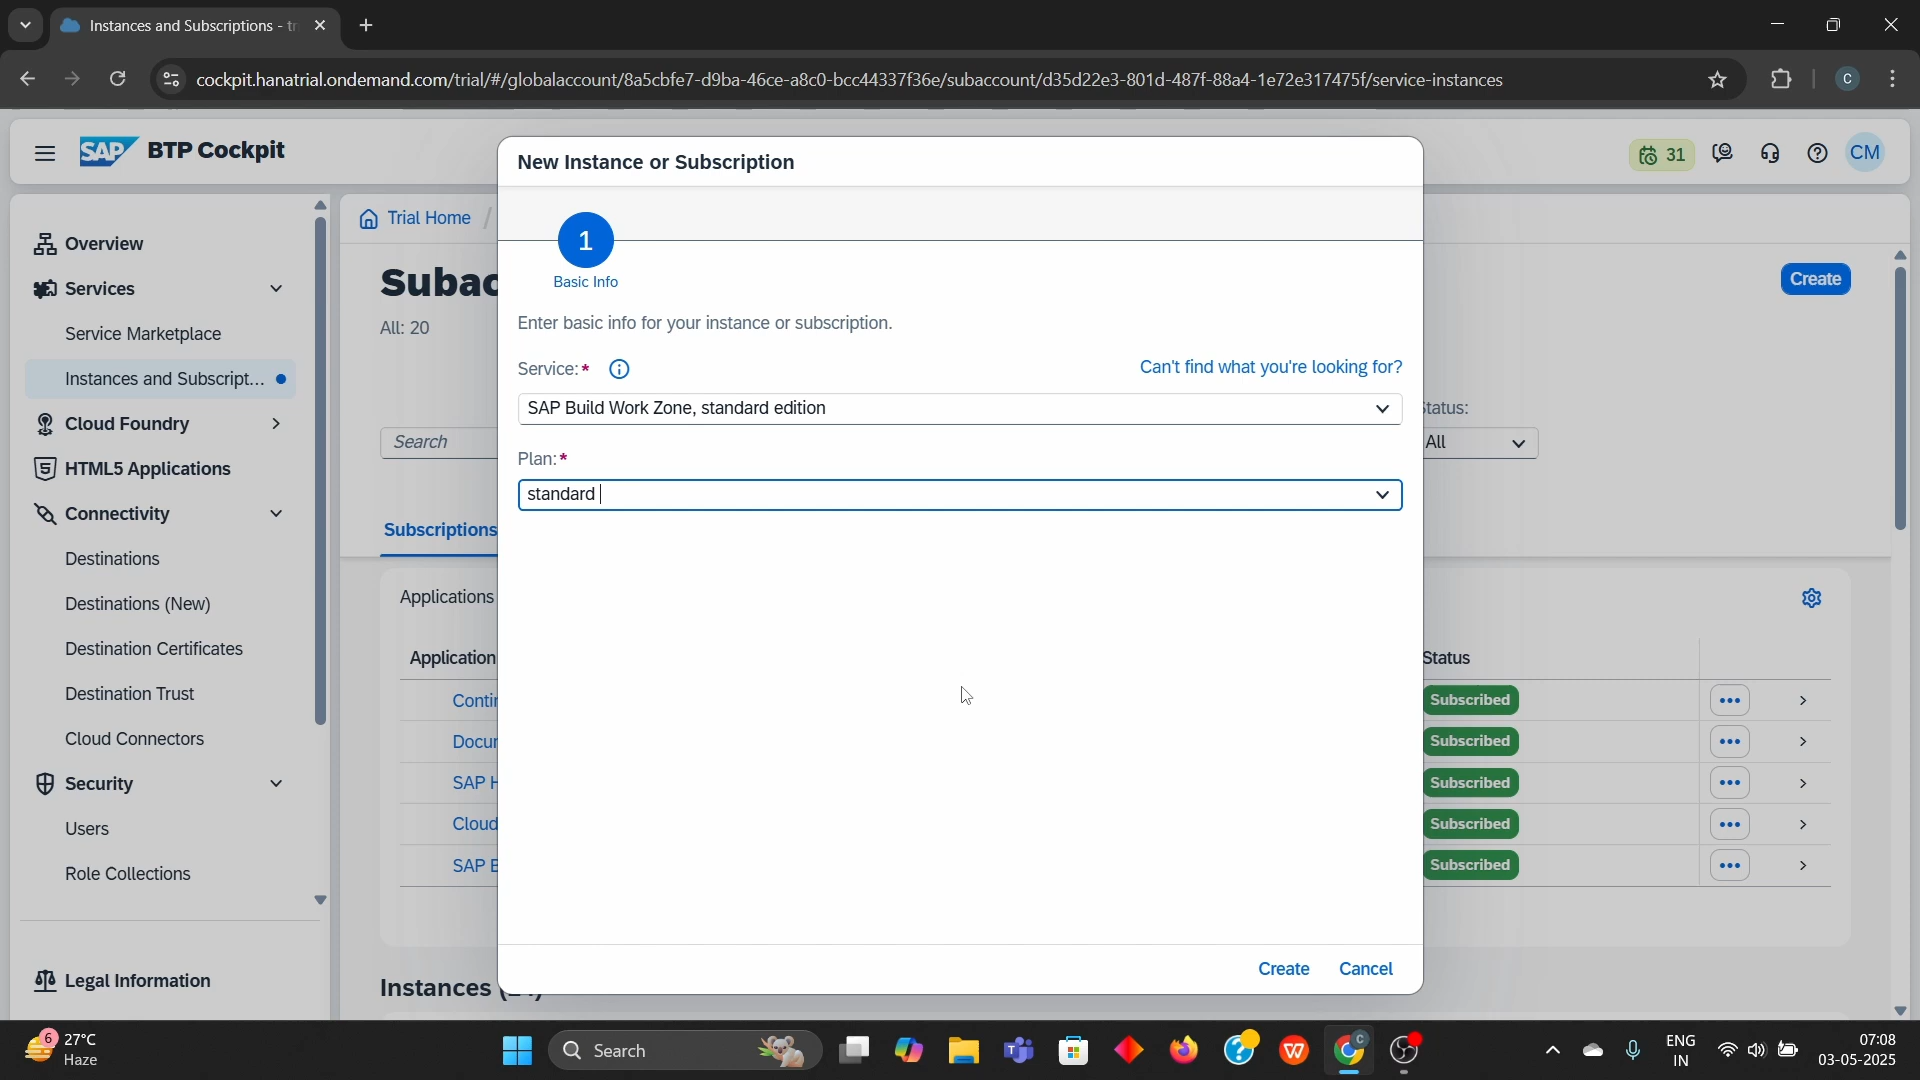 Instances and Subscriptions - tr
cockpit.hanatrial.ondemand.com/trial/#/globalaccount/8a5cbfe7-d9ba-46ce-a8c0-bcc44337f36e/subaccount/d35d22e3-801d-487f-88a4-1e72e317475f/service-instances
C
SAP BTP Cockpit
31
CM
Overview
Services
Service Marketplace
Instances and Subscript...
Cloud Foundry
HTML5 Applications
Connectivity
Destinations
Destinations (New)
Destination Certificates
Destination Trust
Cloud Connectors
Security
Users
Role Collections
Legal Information
Trial Home /
Subac
All: 20
Create
Search
Status:
All
Subscriptions
Applications
Application
Status
Contin
Subscribed
Docum
Subscribed
SAP H
Subscribed
Cloud
Subscribed
SAP B
Subscribed
Instances
New Instance or Subscription
1
Basic Info
Enter basic info for your instance or subscription.
Service:*
Can't find what you're looking for?
SAP Build Work Zone, standard edition
Plan:*
standard
Create
Cancel
6
27°C
Haze
Search
C
ENG
IN
07:08
03-05-2025